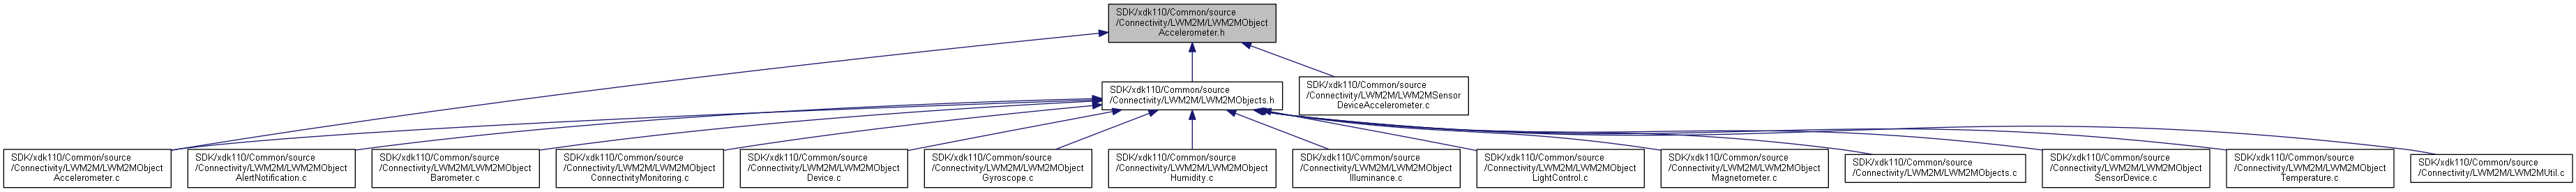 SDK/xdk110/Common/source
/Connectivity/LWM2M/LWM2MObject
Accelerometer.h
SDK/xdk110/Common/source
/Connectivity/LWM2M/LWM2MObjects.h
SDK/xdk110/Common/source
/Connectivity/LWM2M/LWM2MSensor
DeviceAccelerometer.c
SDK/xdk110/Common/source
/Connectivity/LWM2M/LWM2MObject
Accelerometer.c
SDK/xdk110/Common/source
/Connectivity/LWM2M/LWM2MObject
AlertNotification.c
SDK/xdk110/Common/source
/Connectivity/LWM2M/LWM2MObject
Barometer.c
SDK/xdk110/Common/source
/Connectivity/LWM2M/LWM2MObject
ConnectivityMonitoring.c
SDK/xdk110/Common/source
/Connectivity/LWM2M/LWM2MObject
Device.c
SDK/xdk110/Common/source
/Connectivity/LWM2M/LWM2MObject
Gyroscope.c
SDK/xdk110/Common/source
/Connectivity/LWM2M/LWM2MObject
Humidity.c
SDK/xdk110/Common/source
/Connectivity/LWM2M/LWM2MObject
Illuminance.c
SDK/xdk110/Common/source
/Connectivity/LWM2M/LWM2MObject
LightControl.c
SDK/xdk110/Common/source
/Connectivity/LWM2M/LWM2MObject
Magnetometer.c
SDK/xdk110/Common/source
/Connectivity/LWM2M/LWM2MObjects.c
SDK/xdk110/Common/source
/Connectivity/LWM2M/LWM2MObject
SensorDevice.c
SDK/xdk110/Common/source
/Connectivity/LWM2M/LWM2MObject
Temperature.c
SDK/xdk110/Common/source
/Connectivity/LWM2M/LWM2MUtil.c